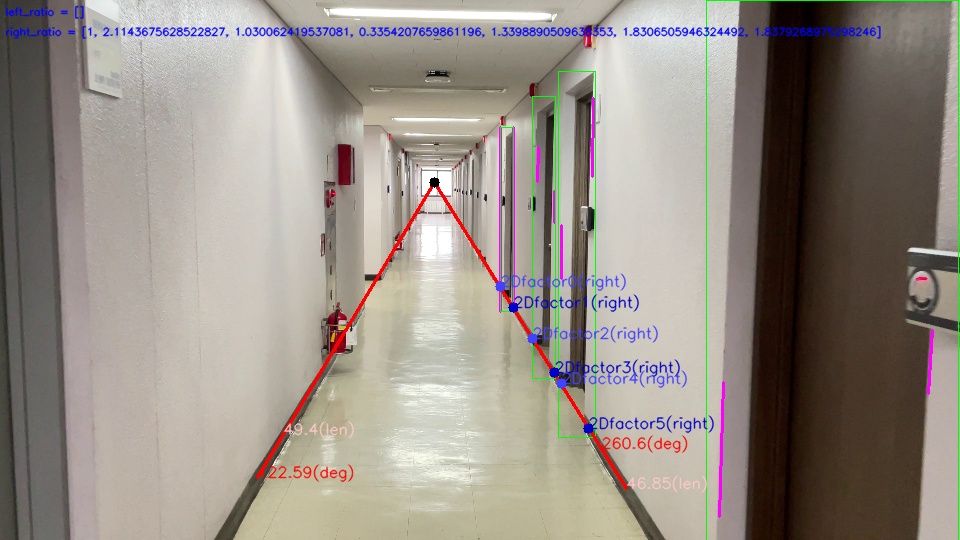 left_ratio = []
right_ratio = [1, 2.1143675628522827, 1.030062419537081, 0.3354207659861196, 1.3398890509638353, 1.8306505946324492, 1.8379268975298246]
2Dfactor0(right)
2Dfactor1(right)
2Dfactor2(right)
2Dfactor3(right)
2Dfactor4(right)
2Dfactor5(right)
49.4(len)
260.6(deg)
22.59(deg)
46.85(len)